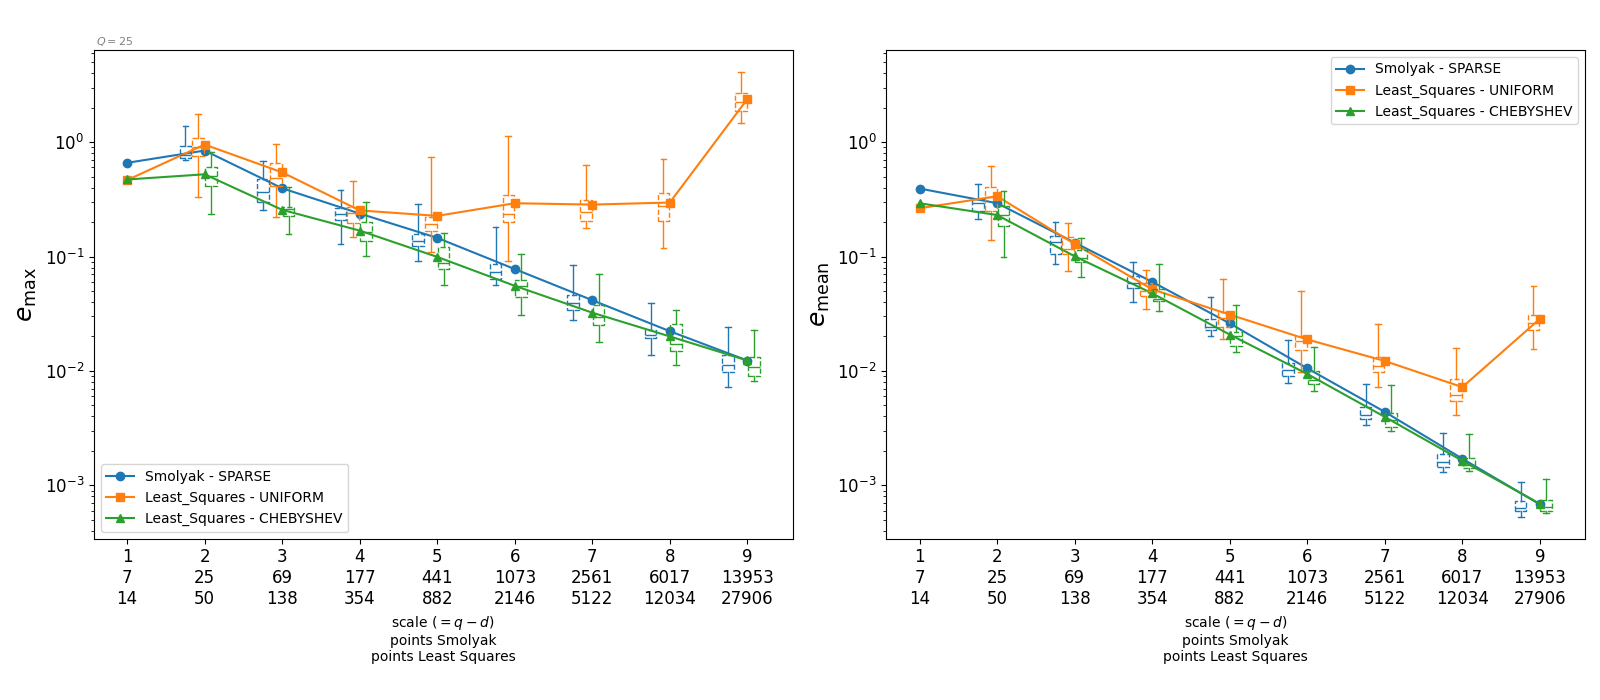 Q = 25
10^0
10^{-1}
10^{-2}
10^{-3}
e_max
Smolyak - SPARSE
Least_Squares - UNIFORM
Least_Squares - CHEBYSHEV
1 2 3 4 5 6 7 8 9
7 25 69 177 441 1073 2561 6017 13953
14 50 138 354 882 2146 5122 12034 27906
scale (= q − d)
points Smolyak
points Least Squares
10^0
10^{-1}
10^{-2}
10^{-3}
e_mean
Smolyak - SPARSE
Least_Squares - UNIFORM
Least_Squares - CHEBYSHEV
1 2 3 4 5 6 7 8 9
7 25 69 177 441 1073 2561 6017 13953
14 50 138 354 882 2146 5122 12034 27906
scale (= q − d)
points Smolyak
points Least Squares